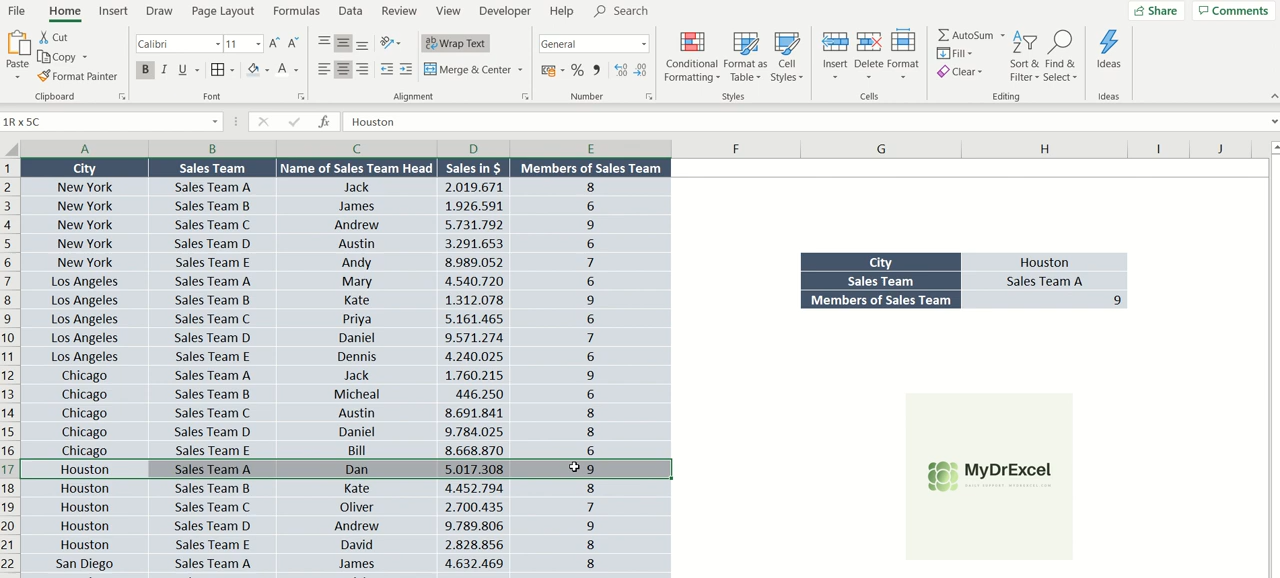 File Home Insert Draw Page Layout Formulas Data Review View Developer Help Search Share Comments
Paste Cut Copy Format Painter Clipboard
Calibri 11 A A B I U A Font
Wrap Text Merge & Center Alignment
General % 9 Number
Conditional Formatting Format as Table Cell Styles Styles
Insert Delete Format Cells
AutoSum Fill Clear Sort & Filter Find & Select Editing
Ideas Ideas
1R x 5C fx Houston
A B C D E F G H I J
1 City Sales Team Name of Sales Team Head Sales in $ Members of Sales Team
2 New York Sales Team A Jack 2.019.671 8
3 New York Sales Team B James 1.926.591 6
4 New York Sales Team C Andrew 5.731.792 9
5 New York Sales Team D Austin 3.291.653 6
6 New York Sales Team E Andy 8.989.052 7 City Houston
7 Los Angeles Sales Team A Mary 4.540.720 6 Sales Team Sales Team A
8 Los Angeles Sales Team B Kate 1.312.078 9 Members of Sales Team 9
9 Los Angeles Sales Team C Priya 5.161.465 6
10 Los Angeles Sales Team D Daniel 9.571.274 7
11 Los Angeles Sales Team E Dennis 4.240.025 6
12 Chicago Sales Team A Jack 1.760.215 9
13 Chicago Sales Team B Micheal 446.250 6
14 Chicago Sales Team C Austin 8.691.841 8
15 Chicago Sales Team D Daniel 9.784.025 8
16 Chicago Sales Team E Bill 8.668.870 6
17 Houston Sales Team A Dan 5.017.308 9 MyDrExcel
18 Houston Sales Team B Kate 4.452.794 8
19 Houston Sales Team C Oliver 2.700.435 7
20 Houston Sales Team D Andrew 9.789.806 9
21 Houston Sales Team E David 2.828.856 8
22 San Diego Sales Team A James 4.632.469 8